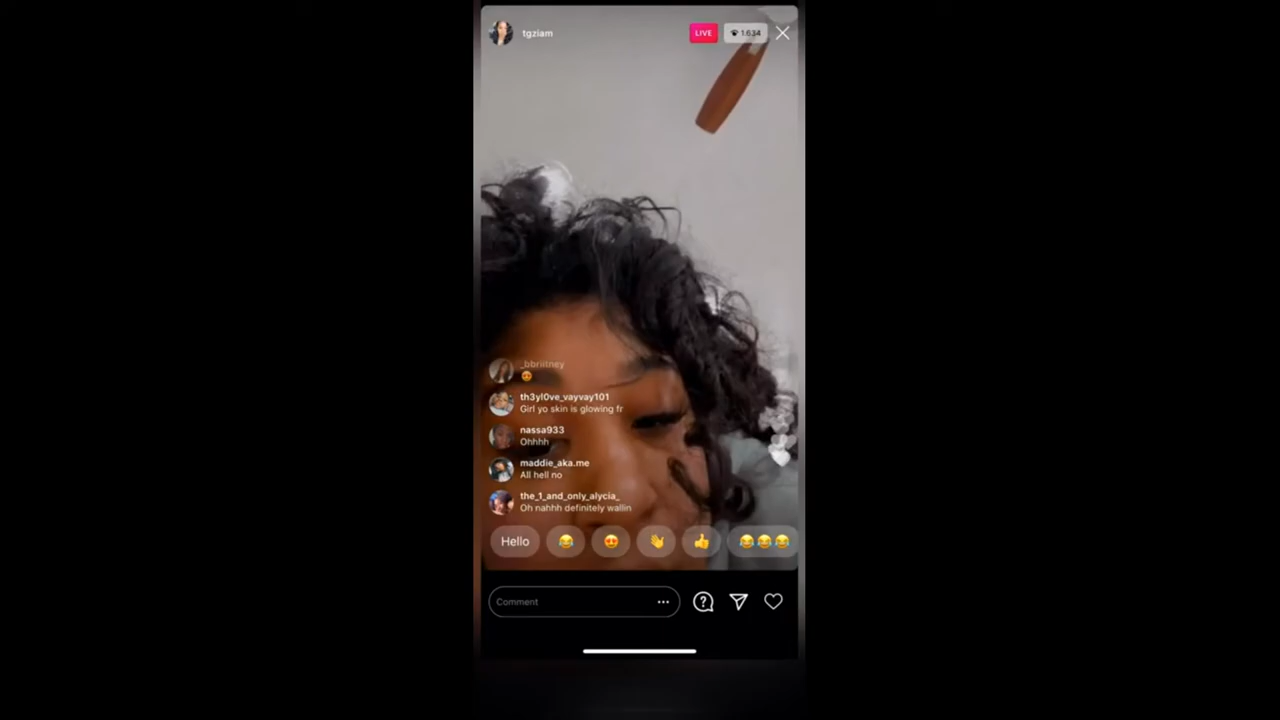 tgziam
LIVE
1.634
_bbriittney
😍
th3yl0ve_vayvay101
Girl yo skin is glowing fr
nassa933
Ohhhh
maddie_aka.me
All hell no
the_1_and_only_alycia_
Oh nahhh definitely wallin
Hello 😂 😍 👋 👍 😂😂😂
Comment